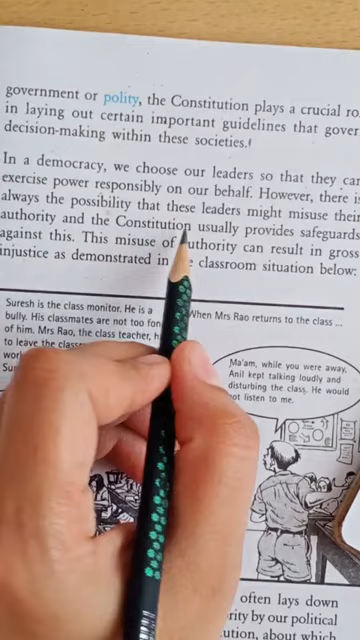 government or polity, the Constitution plays a crucial
in laying out certain important guidelines that
decision-making within these societies.
In a democracy, we choose our leaders so that they can
exercise power responsibly on our behalf. However, there is
always the possibility that these leaders might misuse their
authority and the Constitution usually provides safeguards
against this. This misuse of authority can result in gross
injustice as demonstrated in classroom situation below:
Suresh is the class monitor. He is a
bully. His classmates are not too
of him. Mrs Rao, the class teacher,
to leave the
When Mrs Rao returns to the class ...
Ma'am, while you were away,
Anil kept talking loudly and
disturbing the class. He would
not listen to me.
often lays down
by our political
about which